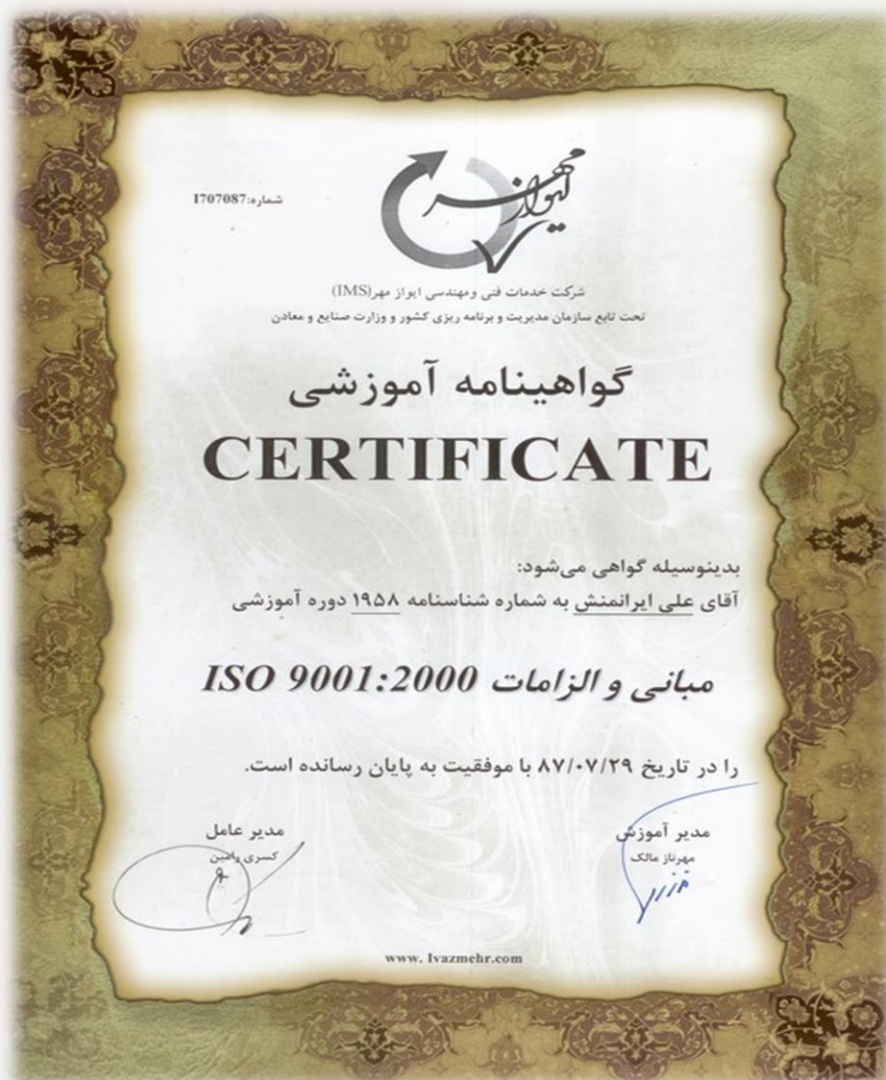 ایواز مهر
شماره:I707087
شرکت خدمات فنی ومهندسی ایواز مهر(IMS)
تحت تابع سازمان مدیریت و برنامه ریزی کشور و وزارت صنایع و معادن
گواهینامه آموزشی
CERTIFICATE
بدینوسیله گواهی می‌شود:
آقای علی ایرانمنش به شماره شناسنامه ۱۹۵۸ دوره آموزشی
مبانی و الزامات ISO 9001:2000
را در تاریخ ۸۷/۰۷/۲۹ با موفقیت به پایان رسانده است.
مدیر آموزش
مهرناز مالک
مدیر عامل
کسری رامین
www. Ivazmehr.com